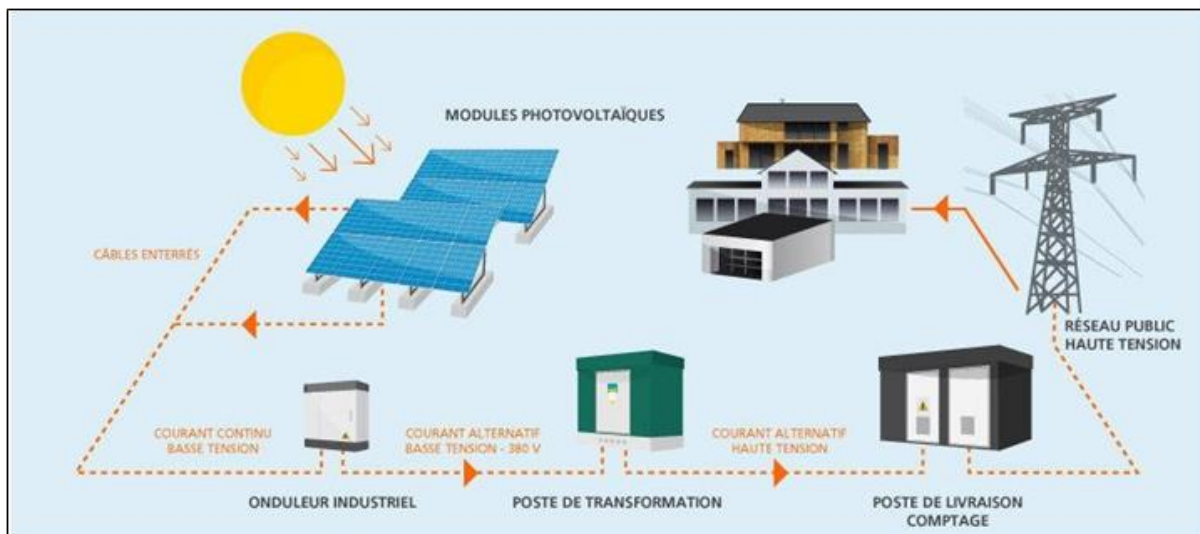 MODULES PHOTOVOLTAÏQUES
CÂBLES ENTERRÉS
RÉSEAU PUBLIC
HAUTE TENSION
COURANT CONTINU
BASSE TENSION
COURANT ALTERNATIF
BASSE TENSION - 380 V
COURANT ALTERNATIF
HAUTE TENSION
ONDULEUR INDUSTRIEL
POSTE DE TRANSFORMATION
POSTE DE LIVRAISON
COMPTAGE